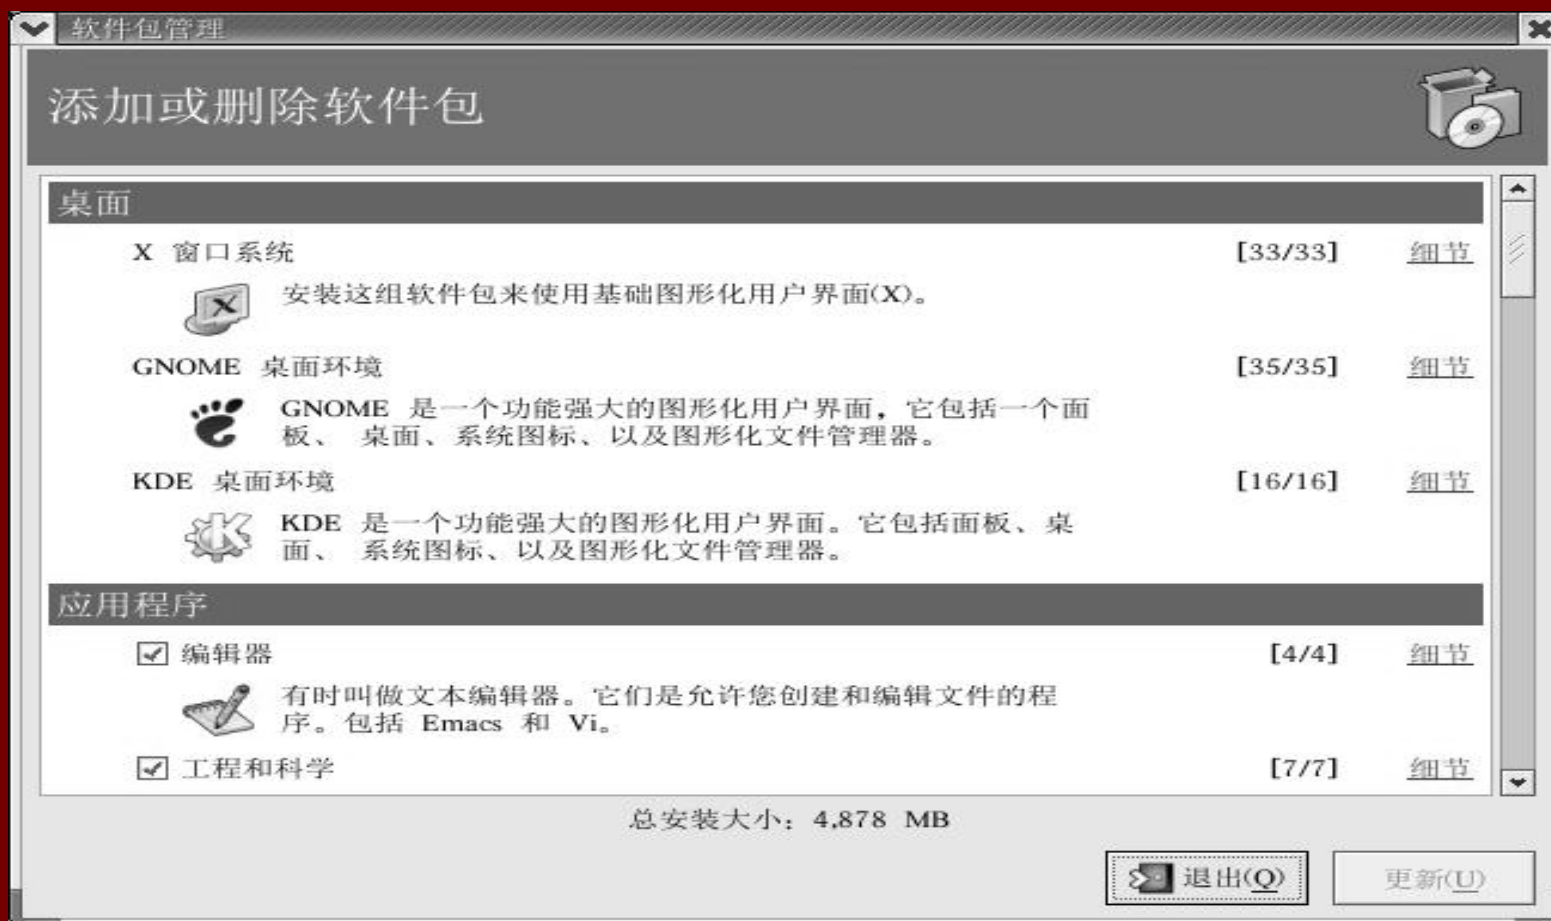 软件包管理
添加或删除软件包
桌面
X 窗口系统 [33/33] 细节
安装这组软件包来使用基础图形化用户界面(X)。
GNOME 桌面环境 [35/35] 细节
GNOME 是一个功能强大的图形化用户界面，它包括一个面
板、 桌面、系统图标、以及图形化文件管理器。
KDE 桌面环境 [16/16] 细节
KDE 是一个功能强大的图形化用户界面。它包括面板、桌
面、 系统图标、以及图形化文件管理器。
应用程序
编辑器 [4/4] 细节
有时叫做文本编辑器。它们是允许您创建和编辑文件的程
序。包括 Emacs 和 Vi。
工程和科学 [7/7] 细节
总安装大小：4,878 MB
退出(Q) 更新(U)